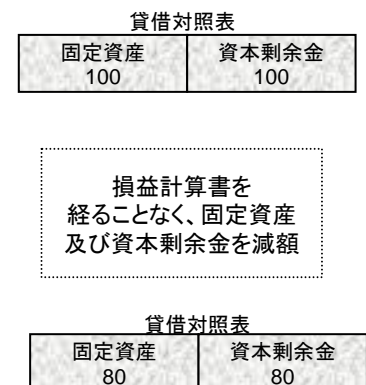 貸借対照表
固定資産 資本剰余金
100 100
損益計算書を
経ることなく、固定資産
及び資本剰余金を減額
貸借対照表
固定資産 資本剰余金
80 80